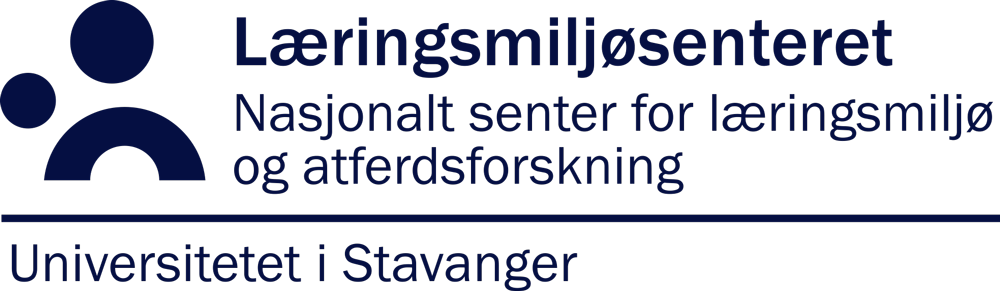 Læringsmiljøsenteret
Nasjonalt senter for læringsmiljø
og atferdsforskning
Universitetet i Stavanger